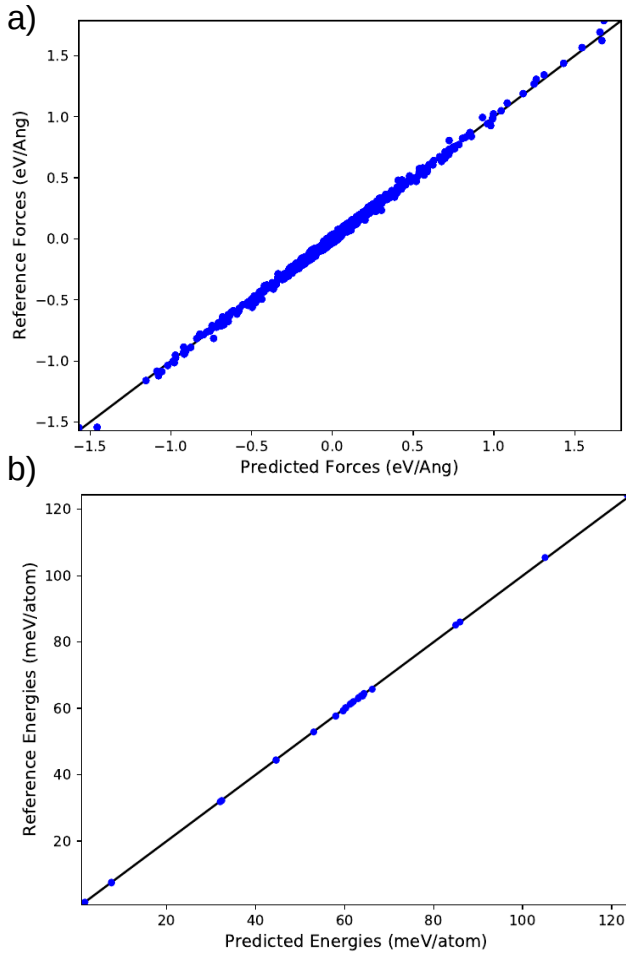 a)
1.5
1.0
0.5
0.0
−0.5
−1.0
−1.5
Reference Forces (eV/Ang)
−1.5 −1.0 −0.5 0.0 0.5 1.0 1.5
Predicted Forces (eV/Ang)
b)
120
100
80
60
40
20
Reference Energies (meV/atom)
20 40 60 80 100 120
Predicted Energies (meV/atom)